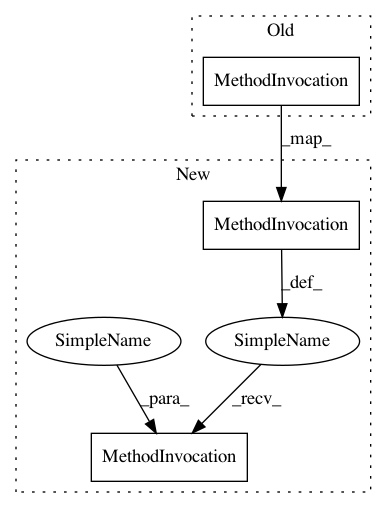 Old
MethodInvocation
_map_
New
MethodInvocation
_def_
SimpleName SimpleName
_para_ _recv_
MethodInvocation